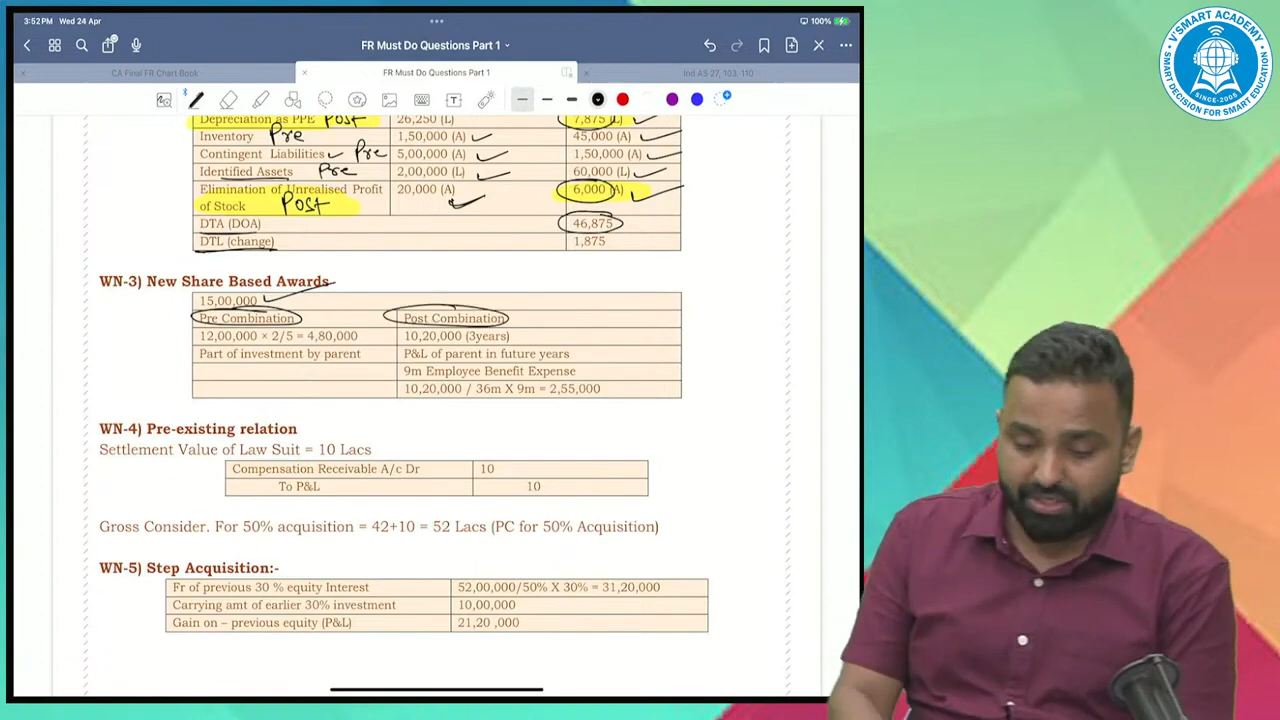 3:52 PM Wed 24 Apr
100%
FR Must Do Questions Part 1
CA Final FR Chart Book
FR Must Do Questions Part 1
Ind AS 27, 103, 110
Depreciation as PPE Post 26,250 (L) 7,875 (L)
Inventory Pre 1,50,000 (A) 45,000 (A)
Contingent Liabilities Pre 5,00,000 (A) 1,50,000 (A)
Identified Assets Pre 2,00,000 (L) 60,000 (L)
Elimination of Unrealised Profit 20,000 (A) 6,000 (A)
of Stock Post
DTA (DOA) 46,875
DTL (change) 1,875
WN-3) New Share Based Awards
15,00,000
Pre Combination Post Combination
12,00,000 × 2/5 = 4,80,000 10,20,000 (3years)
Part of investment by parent P&L of parent in future years
9m Employee Benefit Expense
10,20,000 / 36m X 9m = 2,55,000
WN-4) Pre-existing relation
Settlement Value of Law Suit = 10 Lacs
Compensation Receivable A/c Dr 10
To P&L 10
Gross Consider. For 50% acquisition = 42+10 = 52 Lacs (PC for 50% Acquisition)
WN-5) Step Acquisition:-
Fr of previous 30 % equity Interest 52,00,000/50% X 30% = 31,20,000
Carrying amt of earlier 30% investment 10,00,000
Gain on – previous equity (P&L) 21,20 ,000
V'SMART ACADEMY
SMART DECISION FOR SMART EDUCATION
SINCE-2005